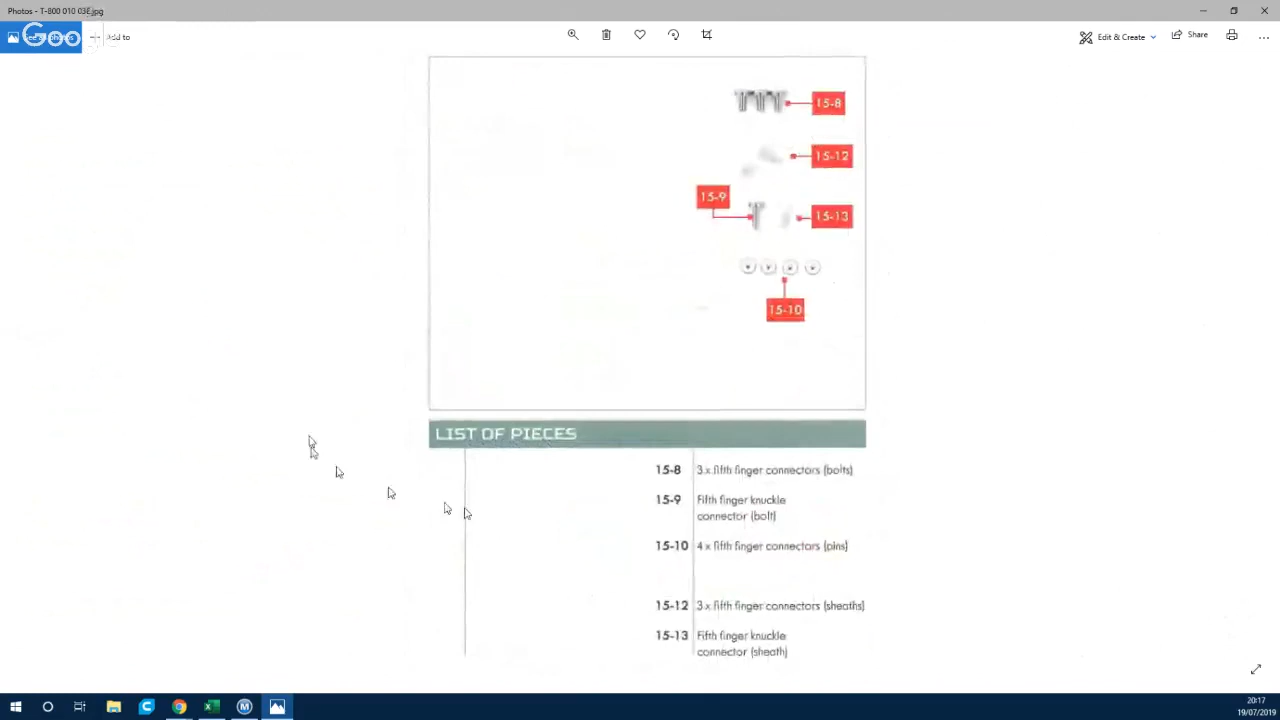 Photos - T-800 010 03E.jpg
Goo
Add to
Edit & Create
Share
15-8
15-12
15-9
15-13
15-10
LIST OF PIECES
15-8 3 x fifth finger connectors (bolts)
15-9 Fifth finger knuckle
connector (bolt)
15-10 4 x fifth finger connectors (pins)
15-12 3 x fifth finger connectors (sheaths)
15-13 Fifth finger knuckle
connector (sheath)
20:17
19/07/2019